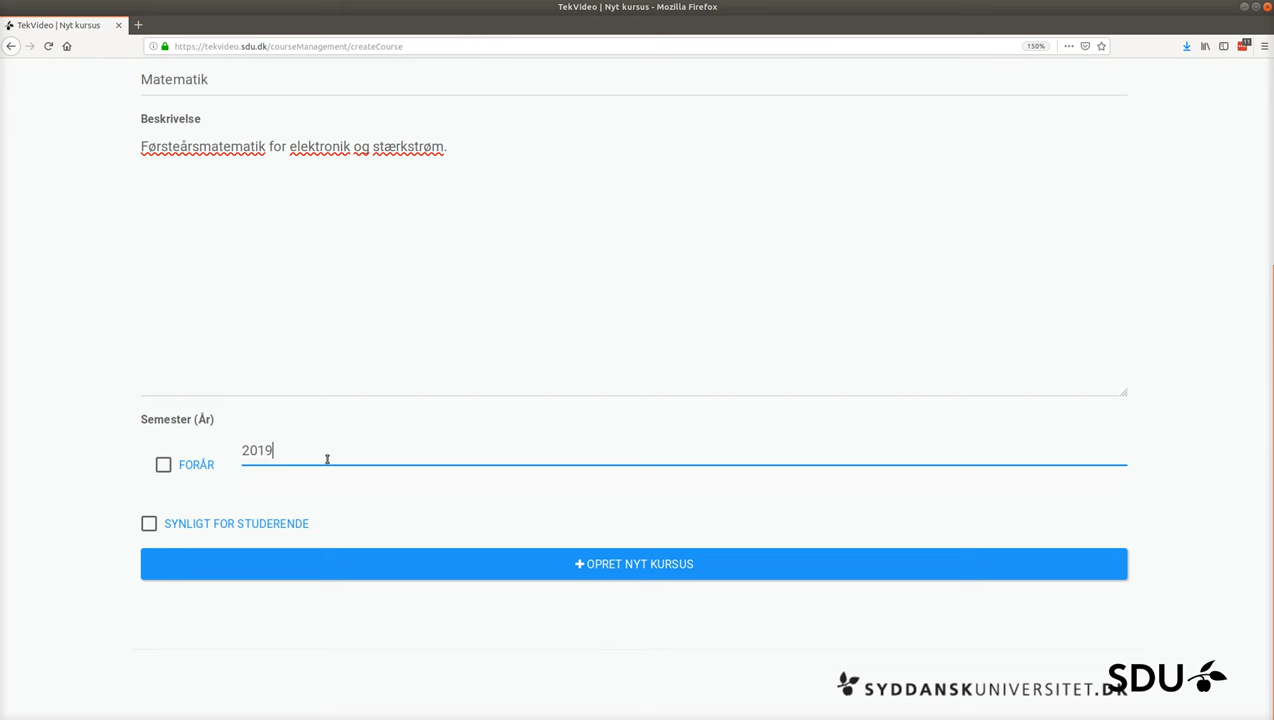 TekVideo | Nyt kursus - Mozilla Firefox
TekVideo | Nyt kursus
https://tekvideo.sdu.dk/courseManagement/createCourse
150%
11
Matematik
Beskrivelse
Førsteårsmatematik for elektronik og stærkstrøm.
Semester (År)
2019
FORÅR
SYNLIGT FOR STUDERENDE
+ OPRET NYT KURSUS
SYDDANSKUNIVERSITET.DK
SDU